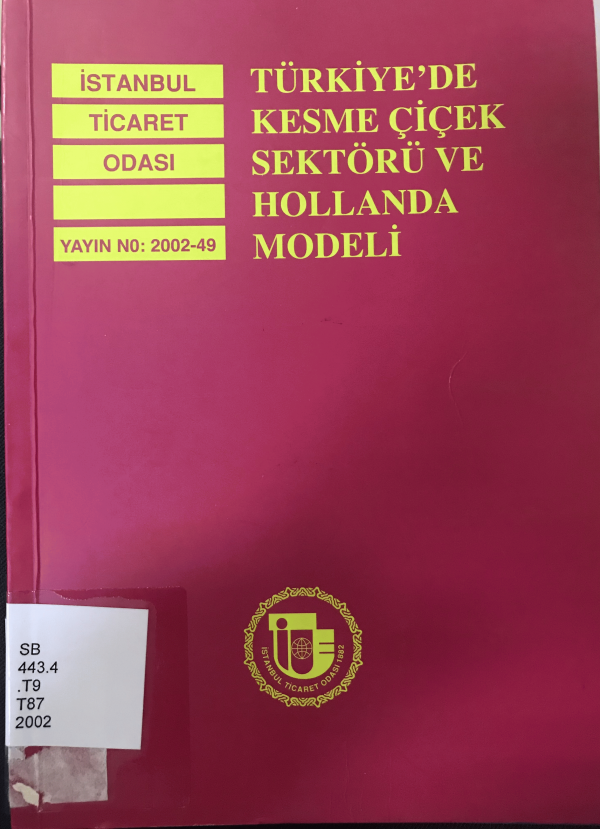 İSTANBUL
TİCARET
ODASI
YAYIN N0: 2002-49
TÜRKİYE'DE
KESME ÇİÇEK
SEKTÖRÜ VE
HOLLANDA
MODELİ
İSTANBUL TİCARET ODASI 1882
SB
443.4
.T9
T87
2002